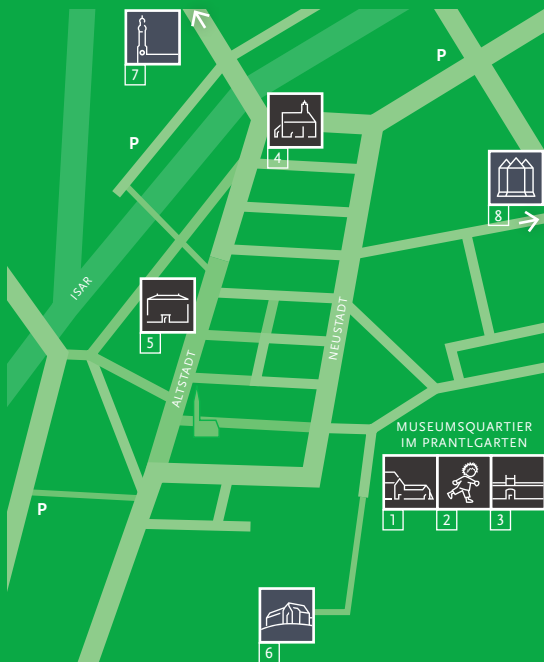 7
P
4
P
8
ISAR
5
ALTSTADT
NEUSTADT
MUSEUMSQUARTIER
IM PRANTLGARTEN
1 2 3
P
6